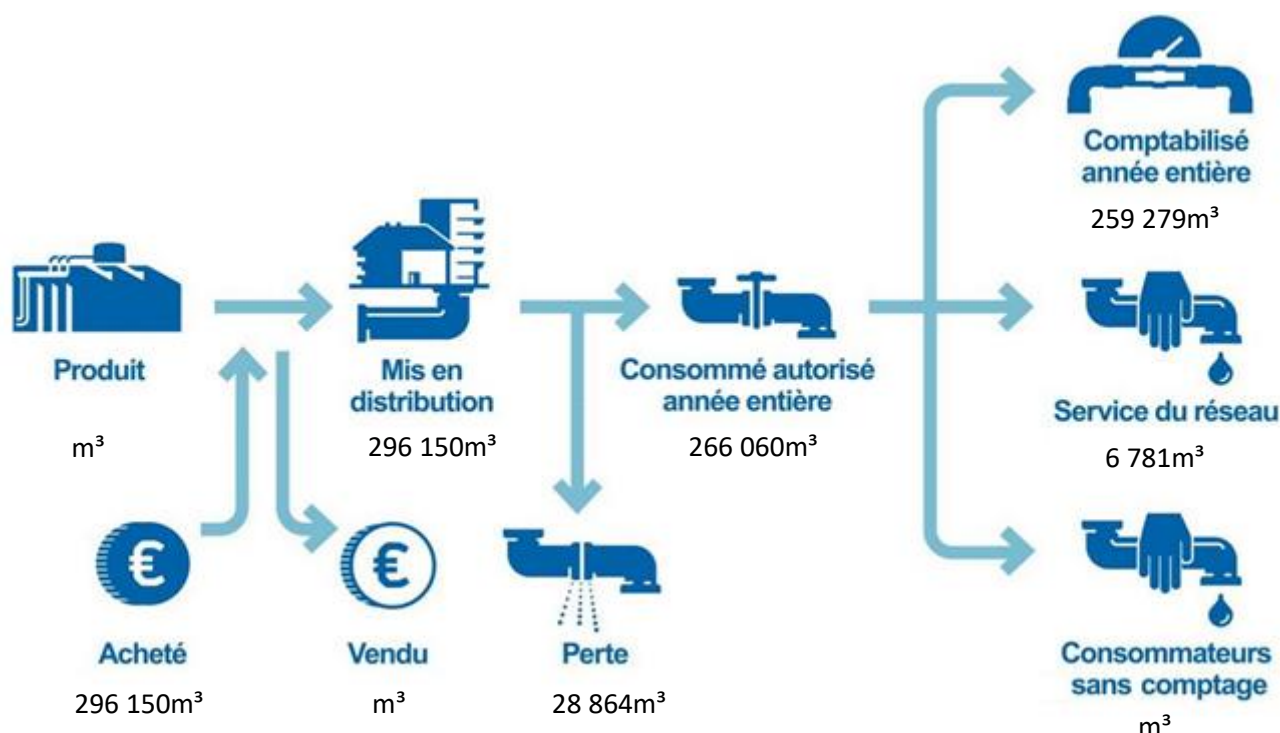 Comptabilisé
année entière
259 279m³
Produit
m³
Mis en
distribution
296 150m³
Consommé autorisé
année entière
266 060m³
Service du réseau
6 781m³
€
Acheté
296 150m³
€
Vendu
m³
Perte
28 864m³
Consommateurs
sans comptage
m³